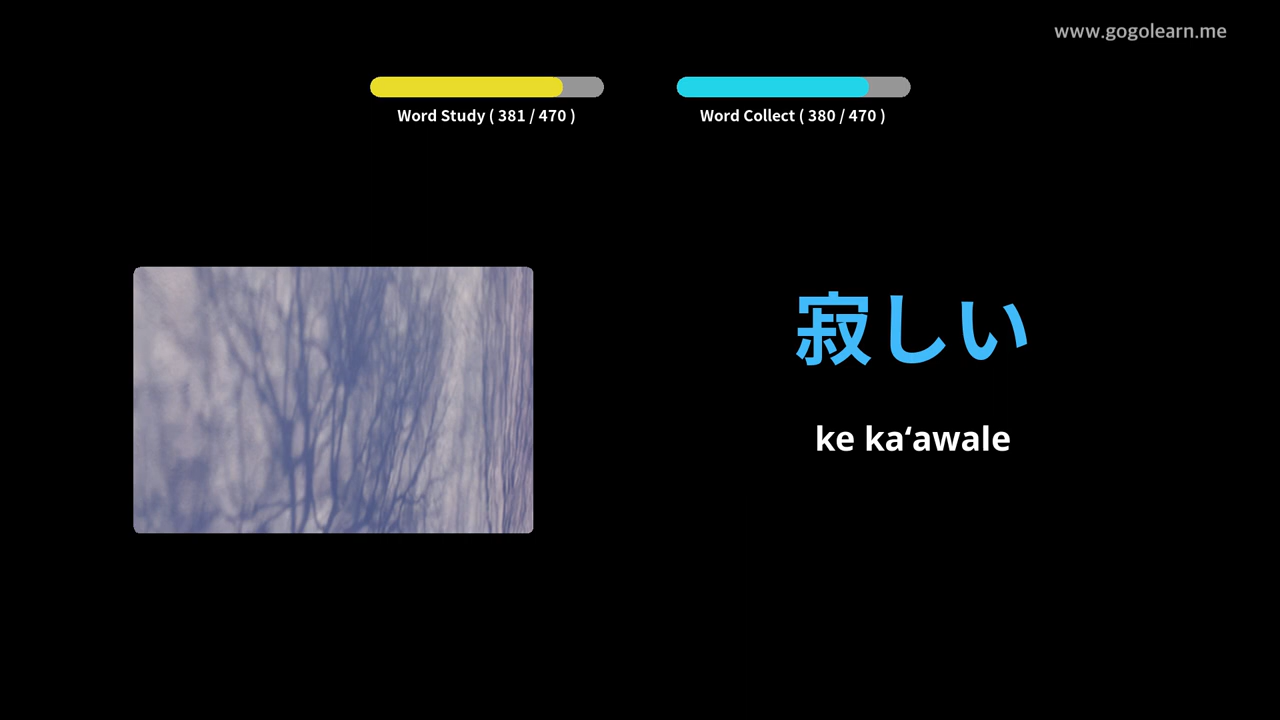 www.gogolearn.me
Word Study ( 381 / 470 )
Word Collect ( 380 / 470 )
寂しい
ke kaʻawale